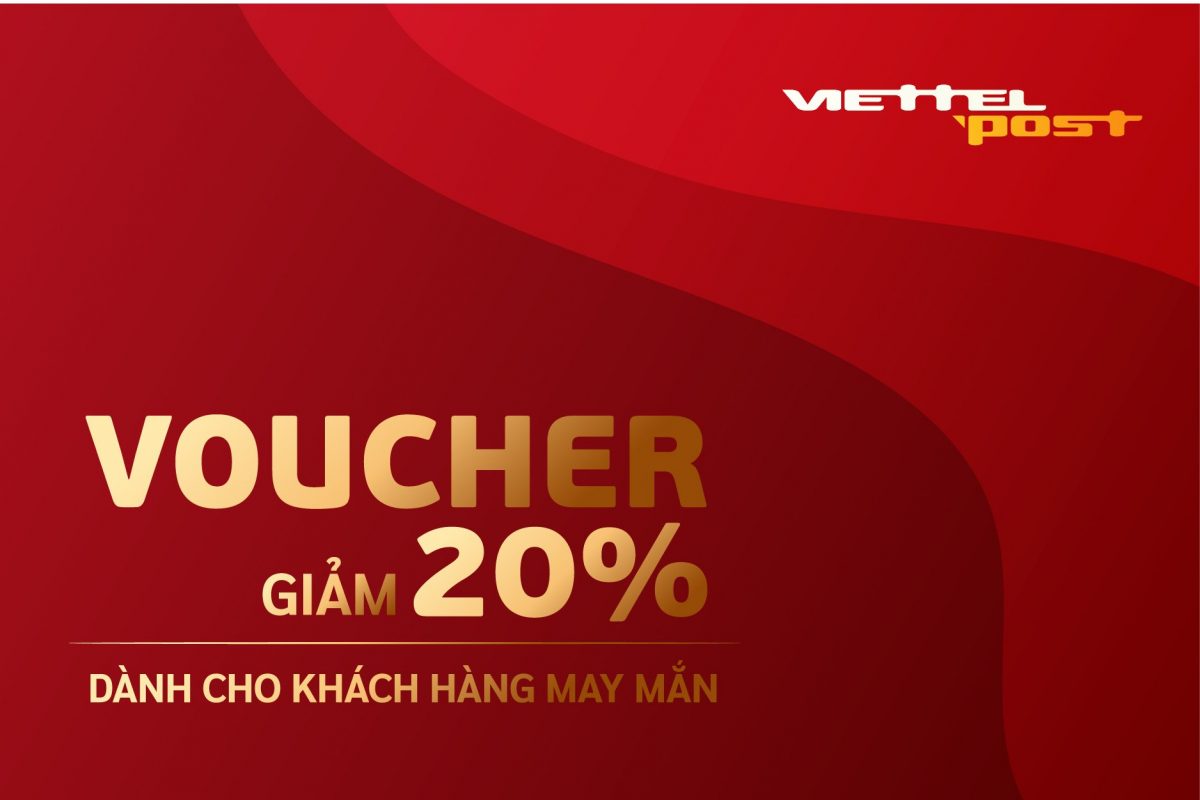 VIETTEL
post
VOUCHER
GIẢM 20%
DÀNH CHO KHÁCH HÀNG MAY MẮN